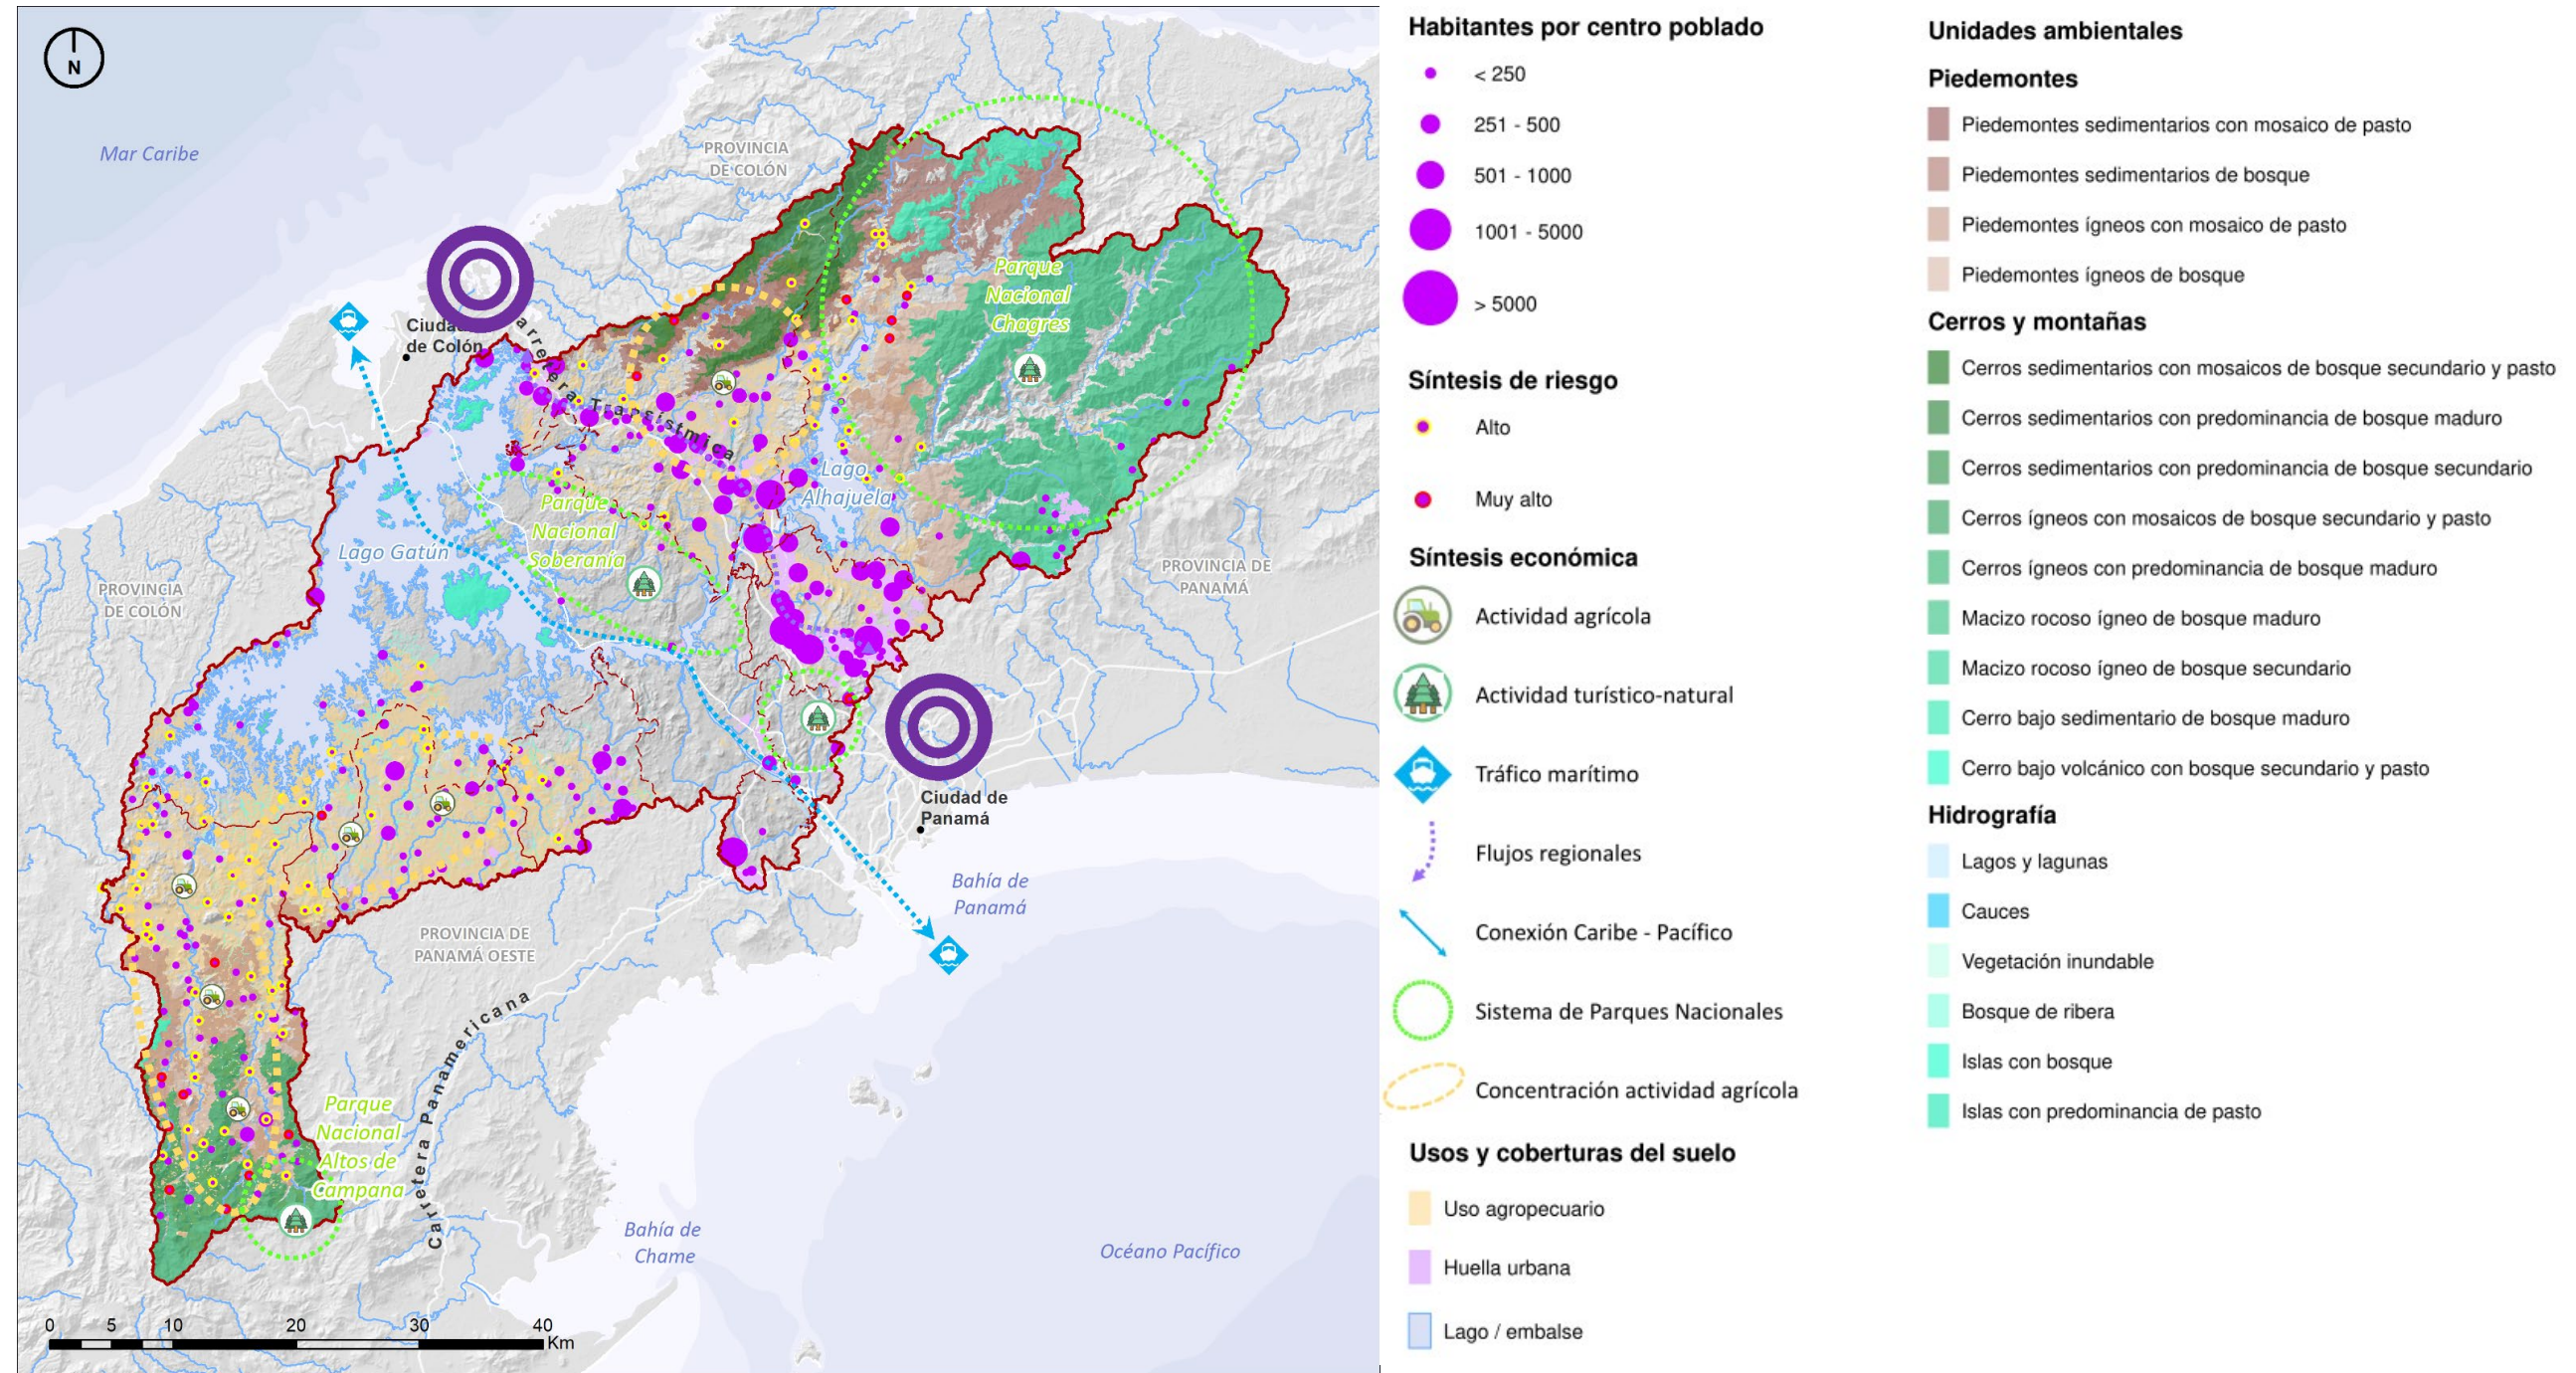 N
Mar Caribe
PROVINCIA
DE COLÓN
Parque
Nacional
Chagres
Ciudad
de Colón
Carretera Transístmica
Lago
Alhajuela
Parque
Nacional
Soberanía
Lago Gatún
PROVINCIA
DE COLÓN
PROVINCIA DE
PANAMÁ
Ciudad de
Panamá
Bahía de
Panamá
PROVINCIA DE
PANAMÁ OESTE
Carretera Panamericana
Parque
Nacional
Altos de
Campana
Bahía de
Chame
Océano Pacífico
0 5 10 20 30 40
Km
Habitantes por centro poblado
< 250
251 - 500
501 - 1000
1001 - 5000
> 5000
Síntesis de riesgo
Alto
Muy alto
Síntesis económica
Actividad agrícola
Actividad turístico-natural
Tráfico marítimo
Flujos regionales
Conexión Caribe - Pacífico
Sistema de Parques Nacionales
Concentración actividad agrícola
Usos y coberturas del suelo
Uso agropecuario
Huella urbana
Lago / embalse
Unidades ambientales
Piedemontes
Piedemontes sedimentarios con mosaico de pasto
Piedemontes sedimentarios de bosque
Piedemontes ígneos con mosaico de pasto
Piedemontes ígneos de bosque
Cerros y montañas
Cerros sedimentarios con mosaicos de bosque secundario y pasto
Cerros sedimentarios con predominancia de bosque maduro
Cerros sedimentarios con predominancia de bosque secundario
Cerros ígneos con mosaicos de bosque secundario y pasto
Cerros ígneos con predominancia de bosque maduro
Macizo rocoso ígneo de bosque maduro
Macizo rocoso ígneo de bosque secundario
Cerro bajo sedimentario de bosque maduro
Cerro bajo volcánico con bosque secundario y pasto
Hidrografía
Lagos y lagunas
Cauces
Vegetación inundable
Bosque de ribera
Islas con bosque
Islas con predominancia de pasto